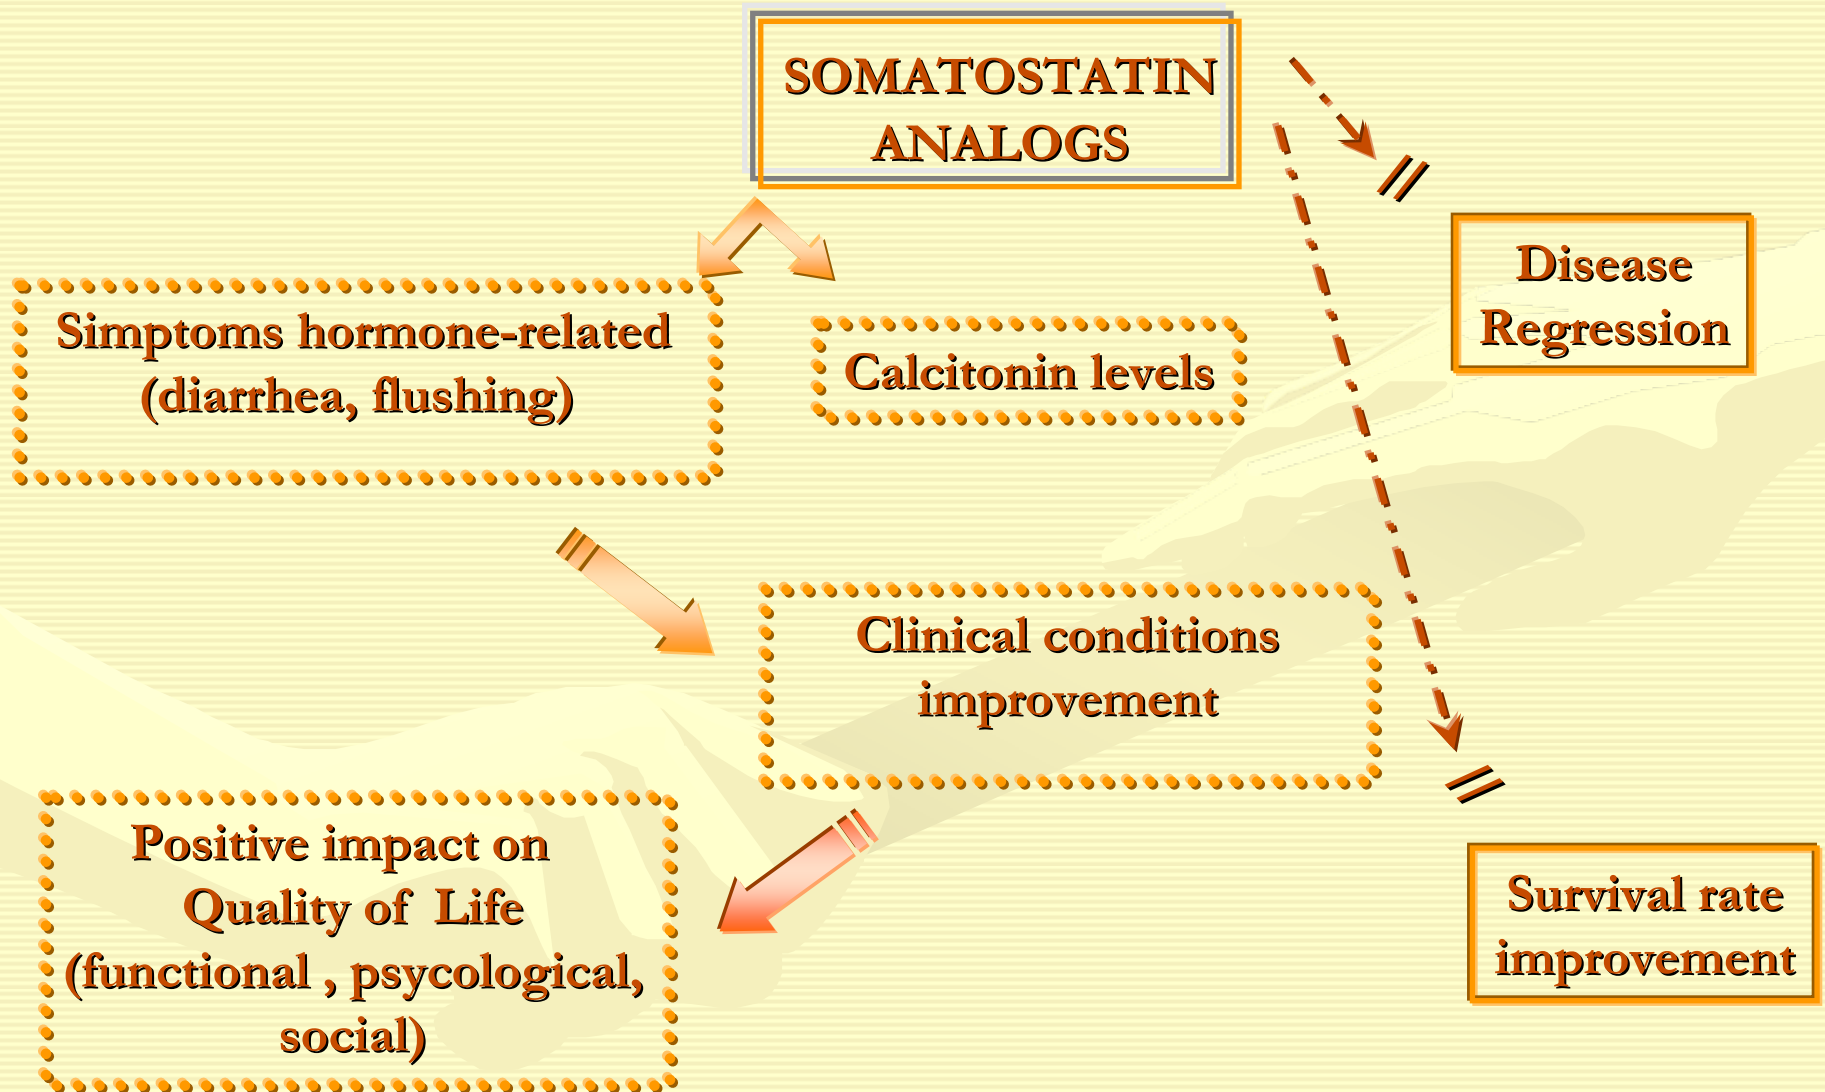 SOMATOSTATIN
ANALOGS
Disease
Regression
Simptoms hormone-related
(diarrhea, flushing)
Calcitonin levels
Clinical conditions
improvement
Positive impact on
Quality of Life
(functional , psycological,
social)
Survival rate
improvement